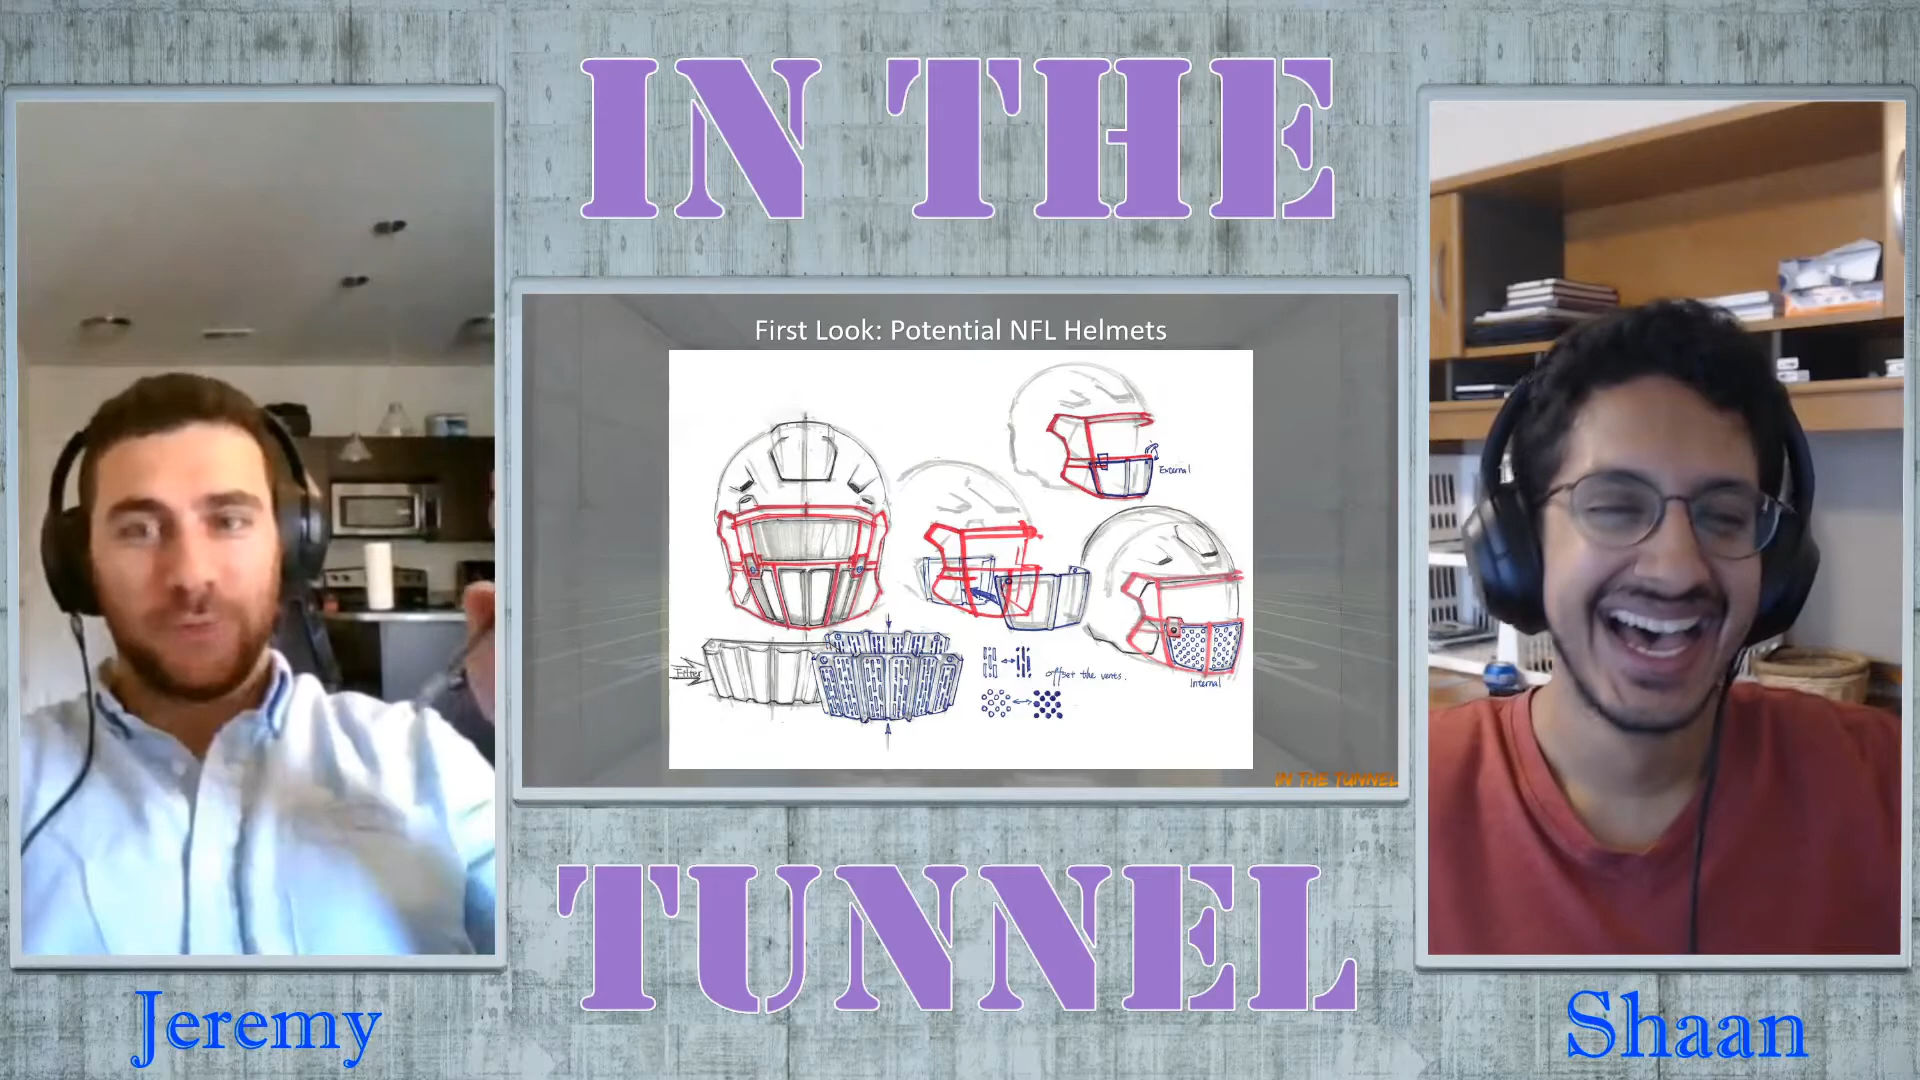 IN THE
First Look: Potential NFL Helmets
External
Filter
offset the vents.
Internal
IN THE TUNNEL
TUNNEL
Jeremy
Shaan